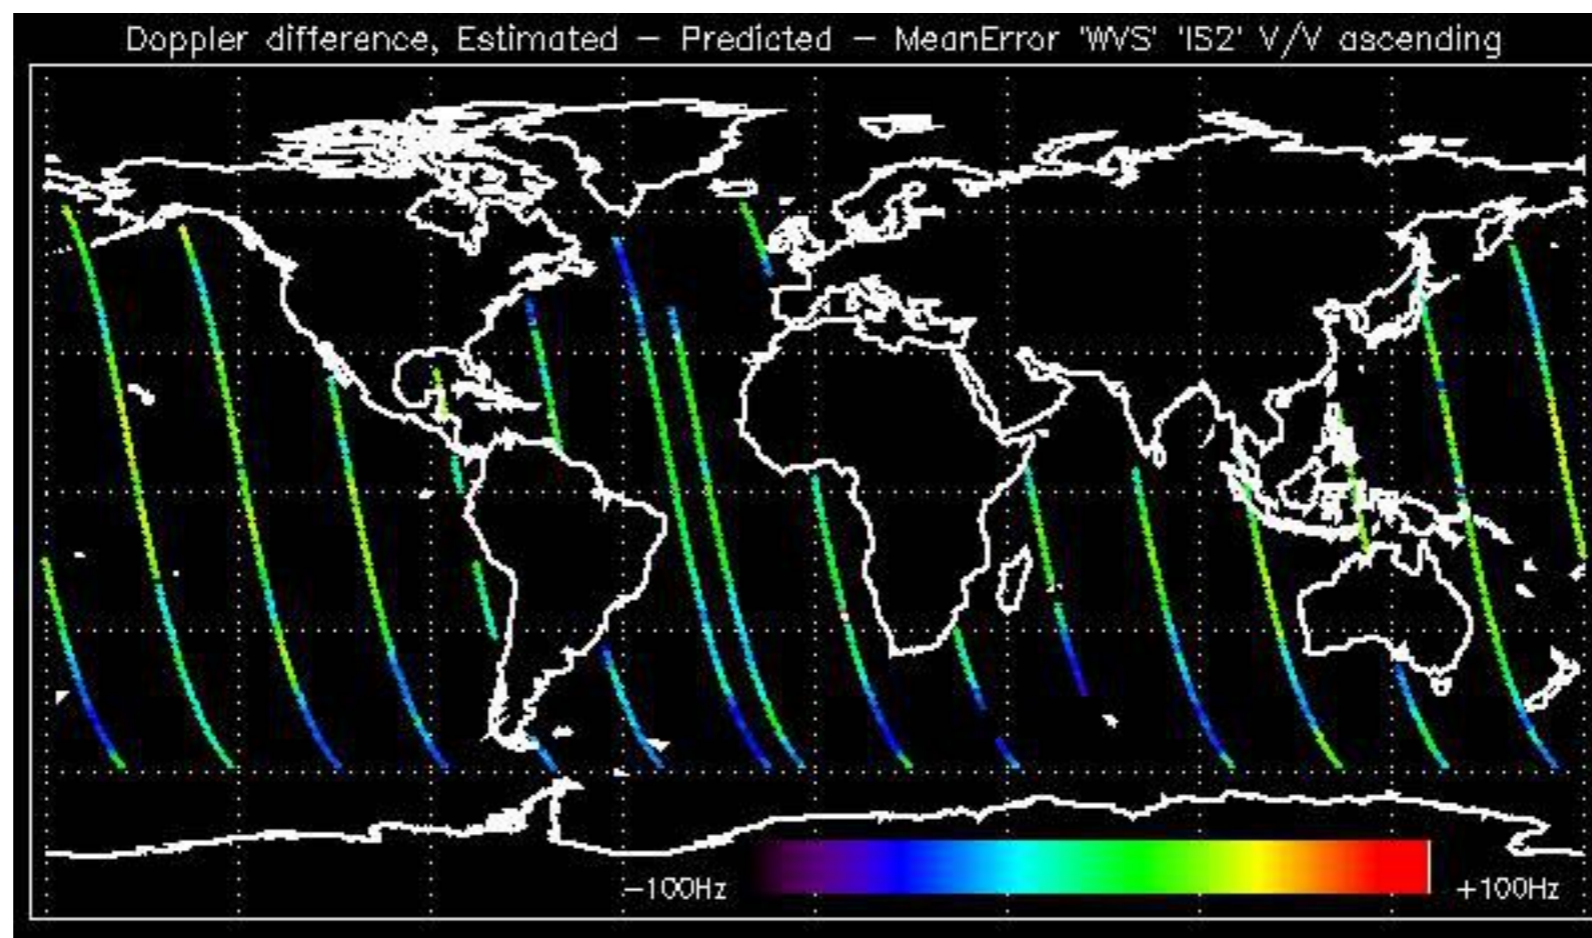 Doppler difference, Estimated – Predicted – MeanError 'WVS' 'IS2' V/V ascending
-100Hz +100Hz